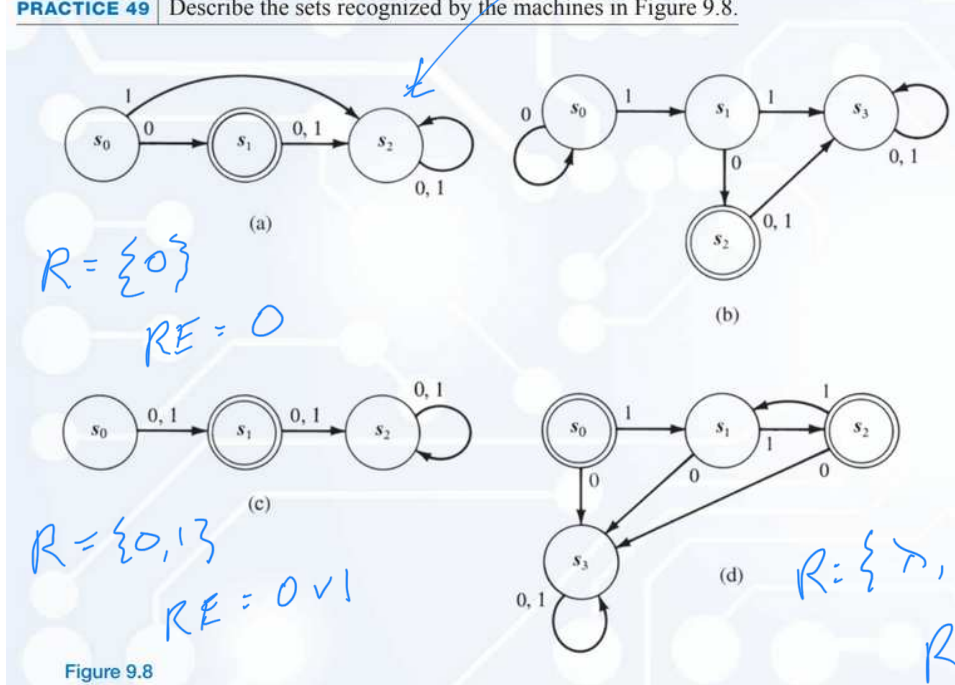 PRACTICE 49 Describe the sets recognized by the machines in Figure 9.8.
1
s₀ 0 s₁ 0, 1 s₂
0, 1
(a)
0 s₀ 1 s₁ 1 s₃
0, 1
0
s₂ 0, 1
(b)
R = {0}
RE = 0
s₀ 0, 1 s₁ 0, 1 s₂ 0, 1
(c)
R = {0,1}
RE = 0 ∨ 1
s₀ 1 s₁ 1 s₂
1
0 0 0
s₃
0, 1
(d)
R = { λ,
R
Figure 9.8